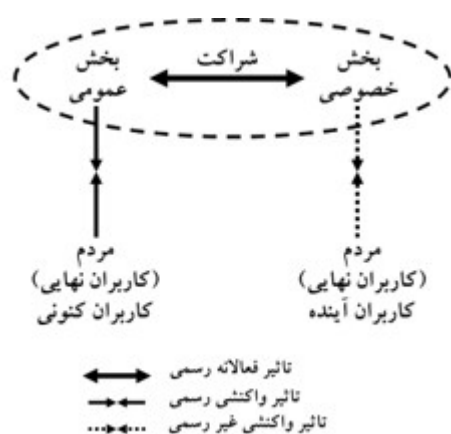 بخش
عمومی
شراکت
بخش
خصوصی
مردم
(کاربران نهایی)
کاربران کنونی
مردم
(کاربران نهایی)
کاربران آینده
تاثیر فعالانه رسمی
تاثیر واکنشی رسمی
تاثیر واکنشی غیر رسمی